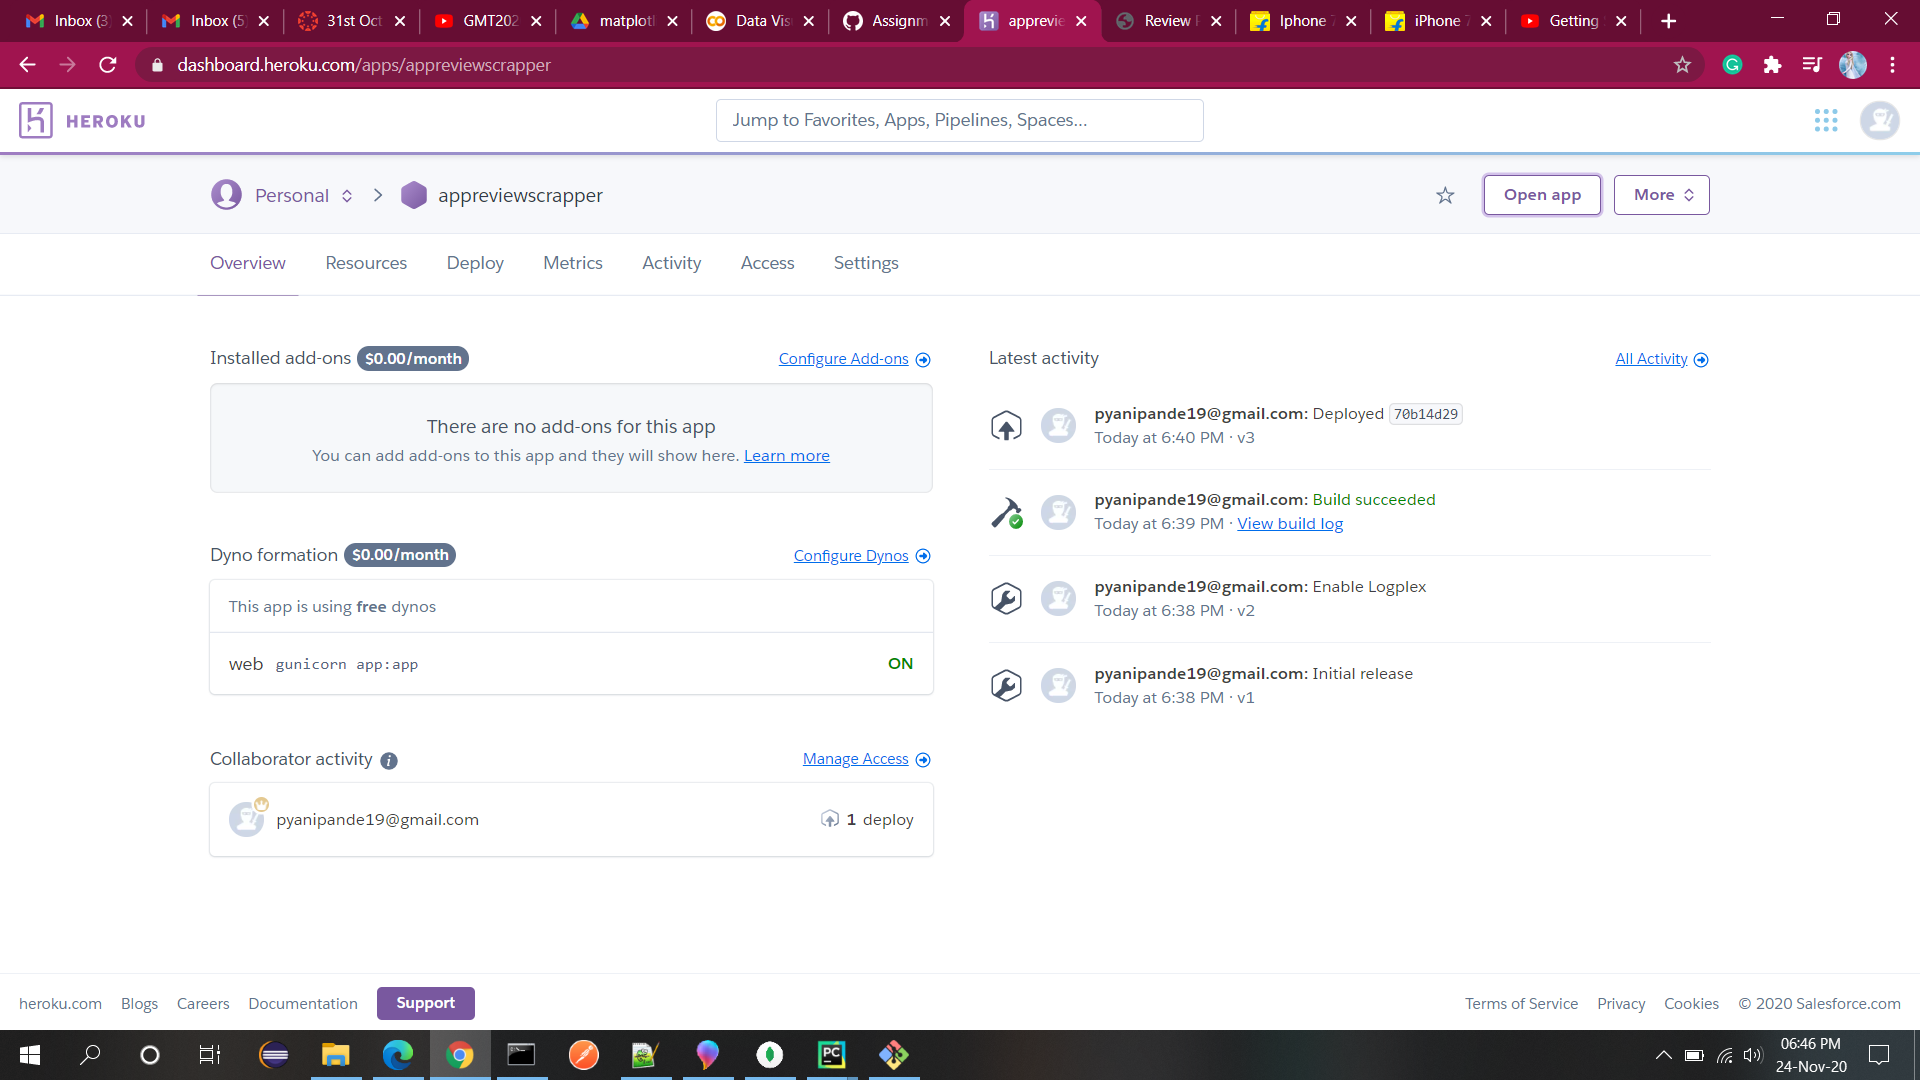 Inbox (3)
Inbox (5)
31st Oct
GMT202
matplotl
Data Vis
Assignm
apprevie
Review
Iphone 7
iPhone 7
Getting
dashboard.heroku.com/apps/appreviewscrapper
HEROKU
Jump to Favorites, Apps, Pipelines, Spaces...
Personal
appreviewscrapper
Open app
More
Overview
Resources
Deploy
Metrics
Activity
Access
Settings
Installed add-ons $0.00/month
Configure Add-ons
There are no add-ons for this app
You can add add-ons to this app and they will show here. Learn more
Dyno formation $0.00/month
Configure Dynos
This app is using free dynos
web gunicorn app:app
ON
Collaborator activity i
Manage Access
pyanipande19@gmail.com
1 deploy
Latest activity
All Activity
pyanipande19@gmail.com: Deployed 70b14d29
Today at 6:40 PM · v3
pyanipande19@gmail.com: Build succeeded
Today at 6:39 PM · View build log
pyanipande19@gmail.com: Enable Logplex
Today at 6:38 PM · v2
pyanipande19@gmail.com: Initial release
Today at 6:38 PM · v1
heroku.com
Blogs
Careers
Documentation
Support
Terms of Service
Privacy
Cookies
© 2020 Salesforce.com
PC
06:46 PM
24-Nov-20